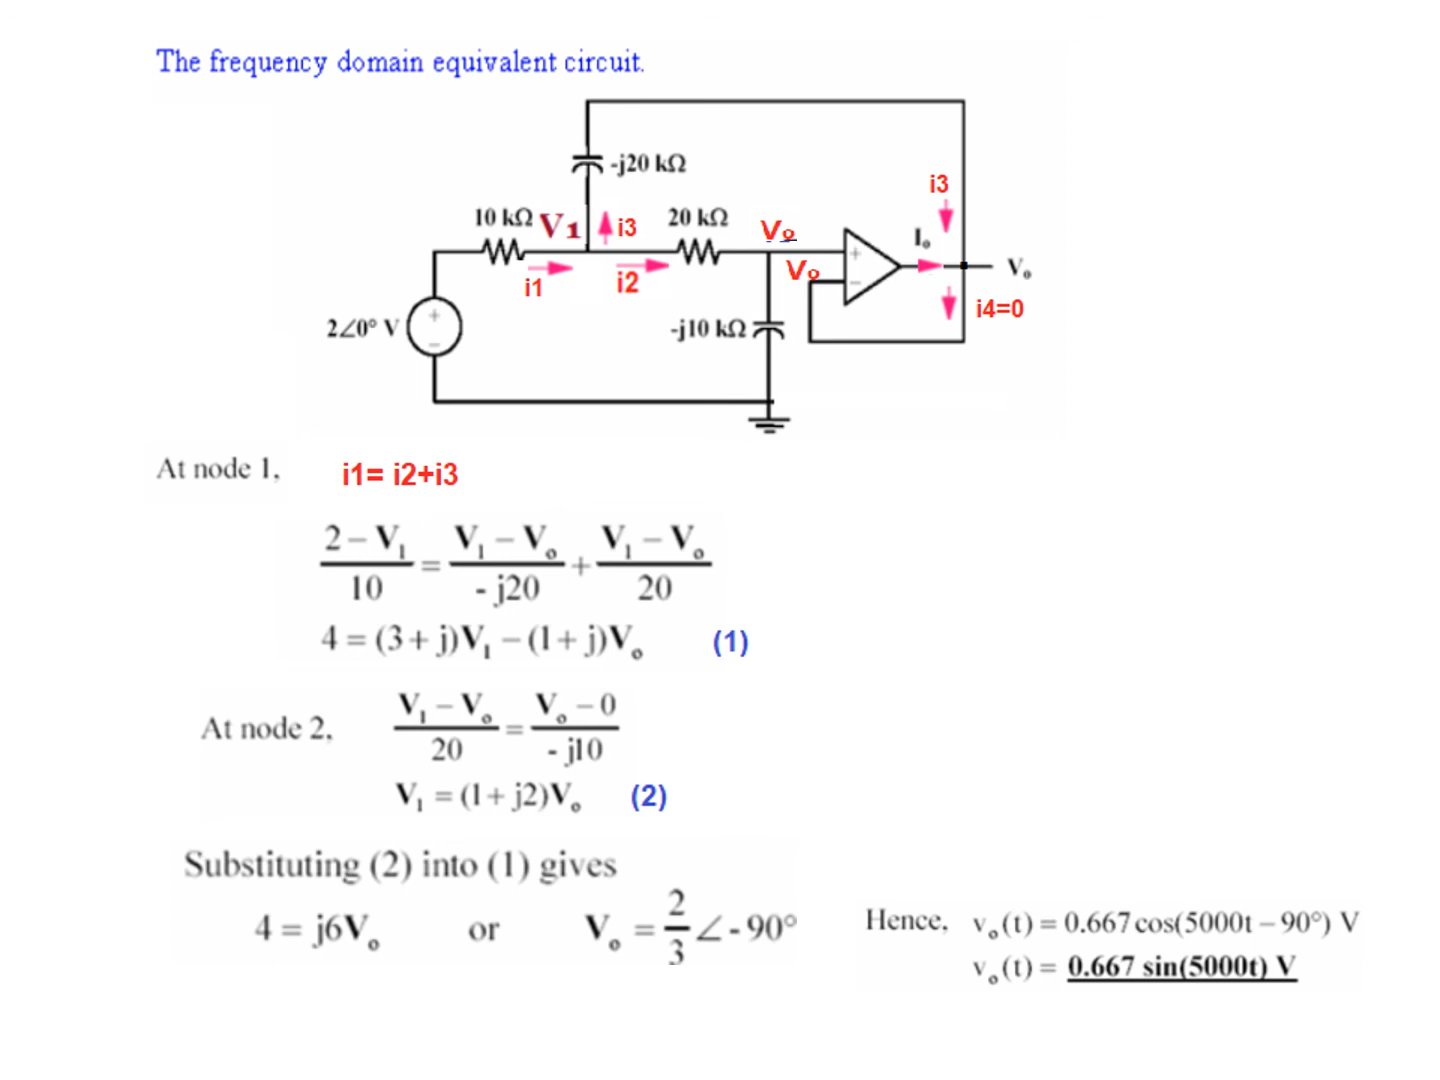 The frequency domain equivalent circuit.
-j20 kΩ
i3
10 kΩ V1 i3 20 kΩ Vo
Io
i1 i2 Vo + − Vo
2∠0° V + − -j10 kΩ i4=0
At node 1, i1= i2+i3
2 − V1 / 10 = V1 − Vo / - j20 + V1 − Vo / 20
4 = (3 + j)V1 − (1 + j)Vo (1)
At node 2, V1 − Vo / 20 = Vo − 0 / - j10
V1 = (1 + j2)Vo (2)
Substituting (2) into (1) gives
4 = j6Vo or Vo = 2/3 ∠ - 90°
Hence, vo(t) = 0.667 cos(5000t − 90°) V
vo(t) = 0.667 sin(5000t) V